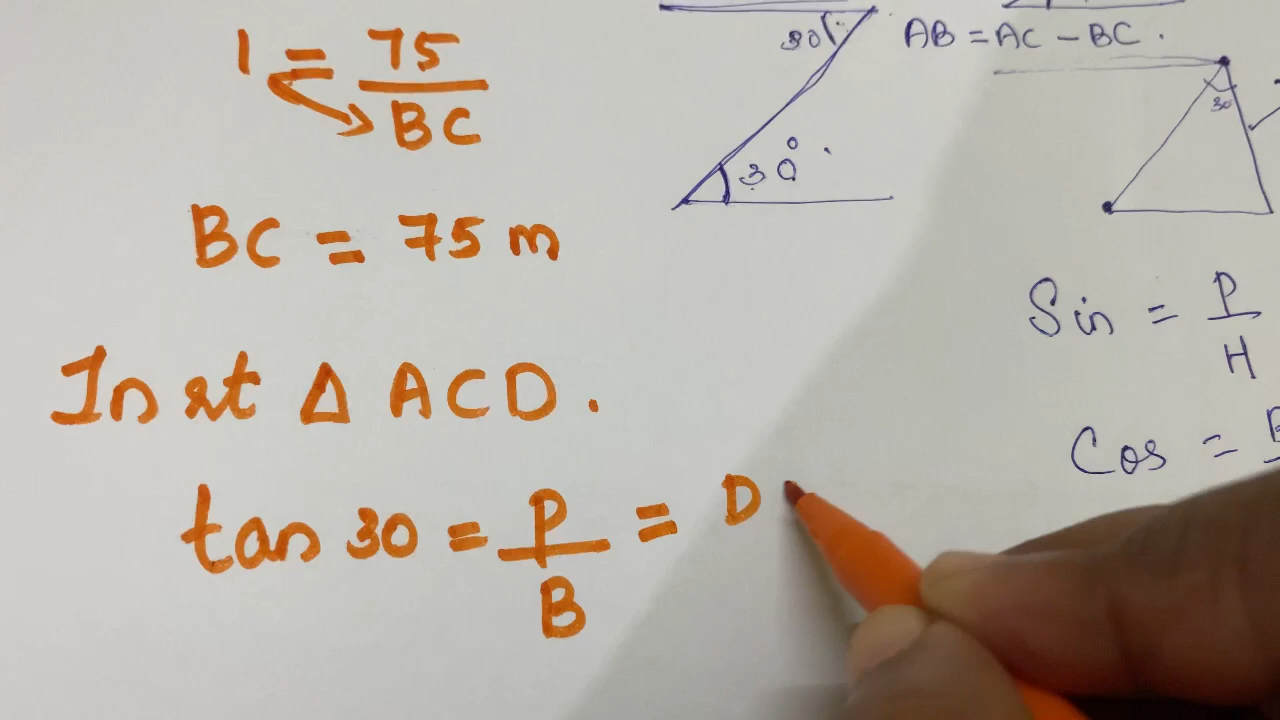 1 = 75 / BC
BC = 75 m
In rt Δ ACD.
tan 30 = P / B = D
30
AB = AC - BC.
30°
30
Sin = P / H
Cos =